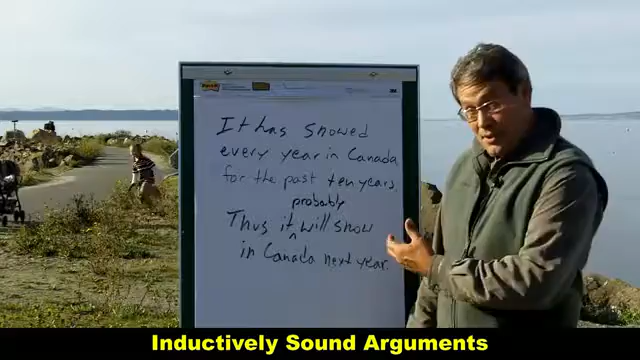 It has snowed
every year in Canada
for the past ten years.
probably
Thus it ^ will snow
in Canada next year.
Inductively Sound Arguments